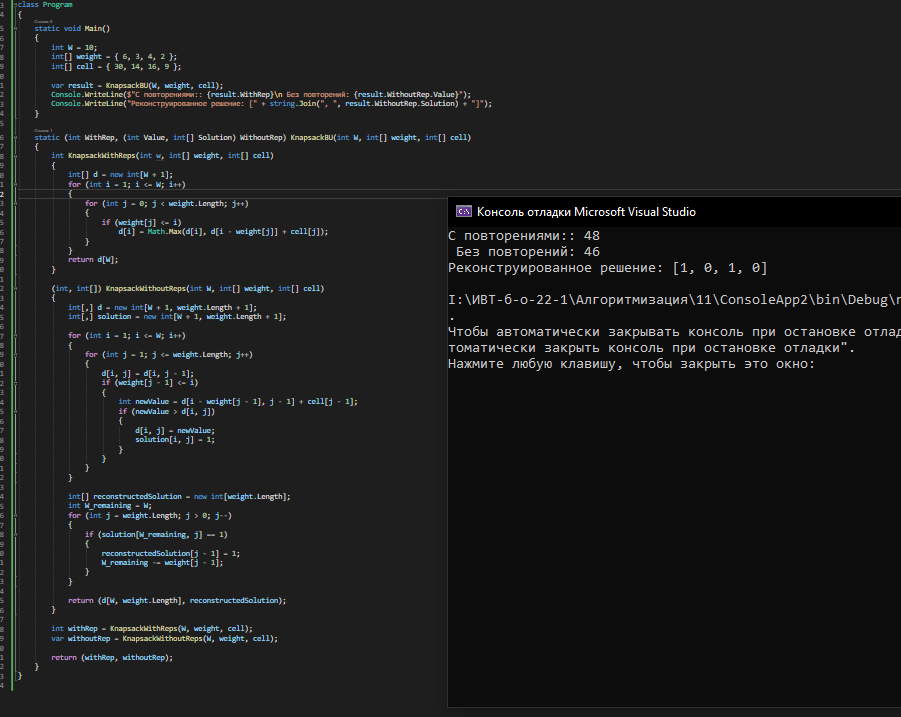 class Program
{
Ссылок: 0
static void Main()
{
int W = 10;
int[] weight = { 6, 3, 4, 2 };
int[] cell = { 30, 14, 16, 9 };
var result = KnapsackBU(W, weight, cell);
Console.WriteLine($"С повторениями:: {result.WithRep}\n Без повторений: {result.WithoutRep.Value}");
Console.WriteLine("Реконструированное решение: [" + string.Join(", ", result.WithoutRep.Solution) + "]");
}
Ссылка: 1
static (int WithRep, (int Value, int[] Solution) WithoutRep) KnapsackBU(int W, int[] weight, int[] cell)
{
int KnapsackWithReps(int w, int[] weight, int[] cell)
{
int[] d = new int[W + 1];
for (int i = 1; i <= W; i++)
{
for (int j = 0; j < weight.Length; j++)
{
if (weight[j] <= i)
d[i] = Math.Max(d[i], d[i - weight[j]] + cell[j]);
}
}
return d[W];
}
(int, int[]) KnapsackWithoutReps(int W, int[] weight, int[] cell)
{
int[,] d = new int[W + 1, weight.Length + 1];
int[,] solution = new int[W + 1, weight.Length + 1];
for (int i = 1; i <= W; i++)
{
for (int j = 1; j <= weight.Length; j++)
{
d[i, j] = d[i, j - 1];
if (weight[j - 1] <= i)
{
int newValue = d[i - weight[j - 1], j - 1] + cell[j - 1];
if (newValue > d[i, j])
{
d[i, j] = newValue;
solution[i, j] = 1;
}
}
}
}
int[] reconstructedSolution = new int[weight.Length];
int W_remaining = W;
for (int j = weight.Length; j > 0; j--)
{
if (solution[W_remaining, j] == 1)
{
reconstructedSolution[j - 1] = 1;
W_remaining -= weight[j - 1];
}
}
return (d[W, weight.Length], reconstructedSolution);
}
int withRep = KnapsackWithReps(W, weight, cell);
var withoutRep = KnapsackWithoutReps(W, weight, cell);
return (withRep, withoutRep);
}
}
Консоль отладки Microsoft Visual Studio
С повторениями:: 48
Без повторений: 46
Реконструированное решение: [1, 0, 1, 0]
I:\ИВТ-б-о-22-1\Алгоритмизация\11\ConsoleApp2\bin\Debug\
.
Чтобы автоматически закрывать консоль при остановке отлад
томатически закрыть консоль при остановке отладки".
Нажмите любую клавишу, чтобы закрыть это окно: